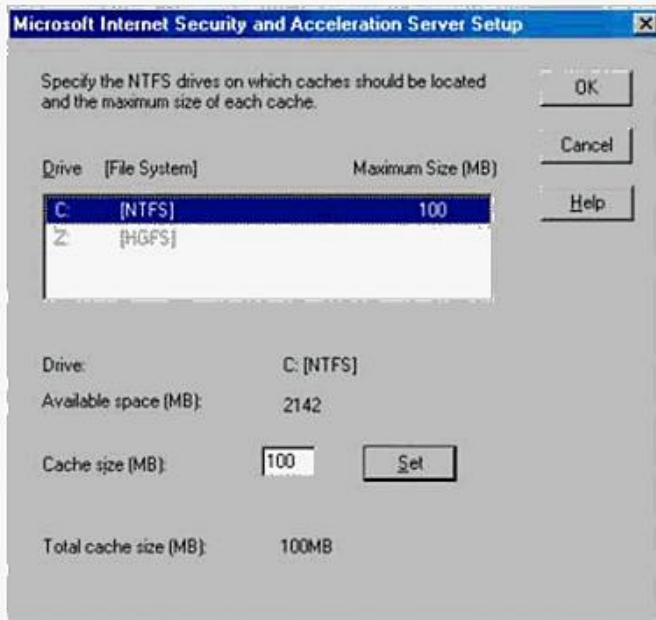 Microsoft Internet Security and Acceleration Server Setup
Specify the NTFS drives on which caches should be located
and the maximum size of each cache.
OK
Cancel
Help
Drive [File System] Maximum Size (MB)
C: [NTFS] 100
Z: [HGFS]
Drive: C: [NTFS]
Available space (MB): 2142
Cache size (MB): 100 Set
Total cache size (MB): 100MB